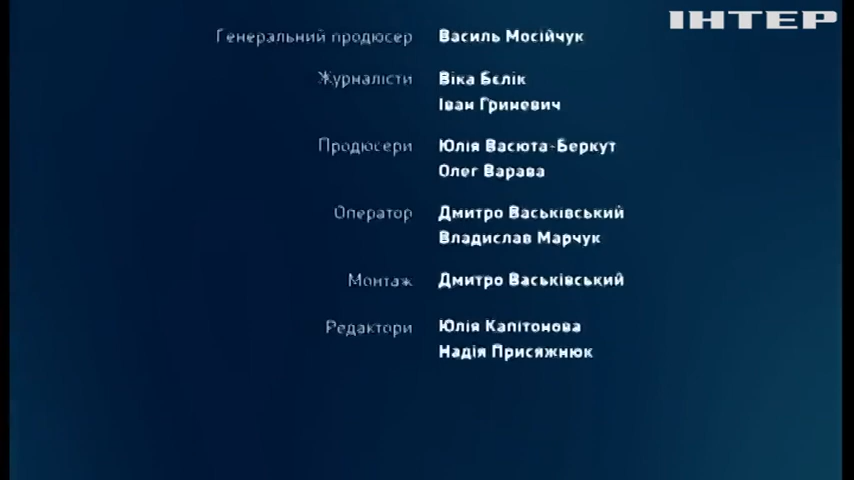 ІНТЕР
Генеральний продюсер Василь Мосійчук
Журналісти Віка Бєлік
Іван Гриневич
Продюсери Юлія Васюта-Беркут
Олег Варава
Оператор Дмитро Васьківський
Владислав Марчук
Монтаж Дмитро Васьківський
Редактори Юлія Капітонова
Надія Присяжнюк